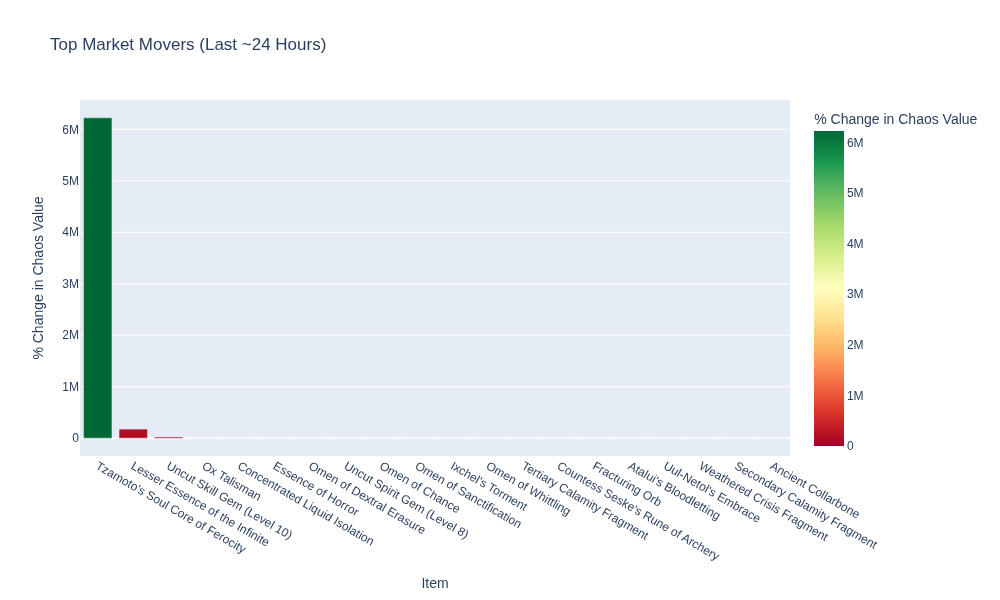 Top Market Movers (Last ~24 Hours)
% Change in Chaos Value
6M
5M
4M
3M
2M
1M
0
Tzamoto's Soul Core of Ferocity
Lesser Essence of the Infinite
Uncut Skill Gem (Level 10)
Ox Talisman
Concentrated Liquid Isolation
Essence of Horror
Omen of Dextral Erasure
Uncut Spirit Gem (Level 8)
Omen of Chance
Omen of Sanctification
Ixchel's Torment
Omen of Whittling
Tertiary Calamity Fragment
Countess Seske's Rune of Archery
Fracturing Orb
Atalui's Bloodletting
Uul-Netol's Embrace
Weathered Crisis Fragment
Secondary Calamity Fragment
Ancient Collarbone
Item
% Change in Chaos Value
6M
5M
4M
3M
2M
1M
0